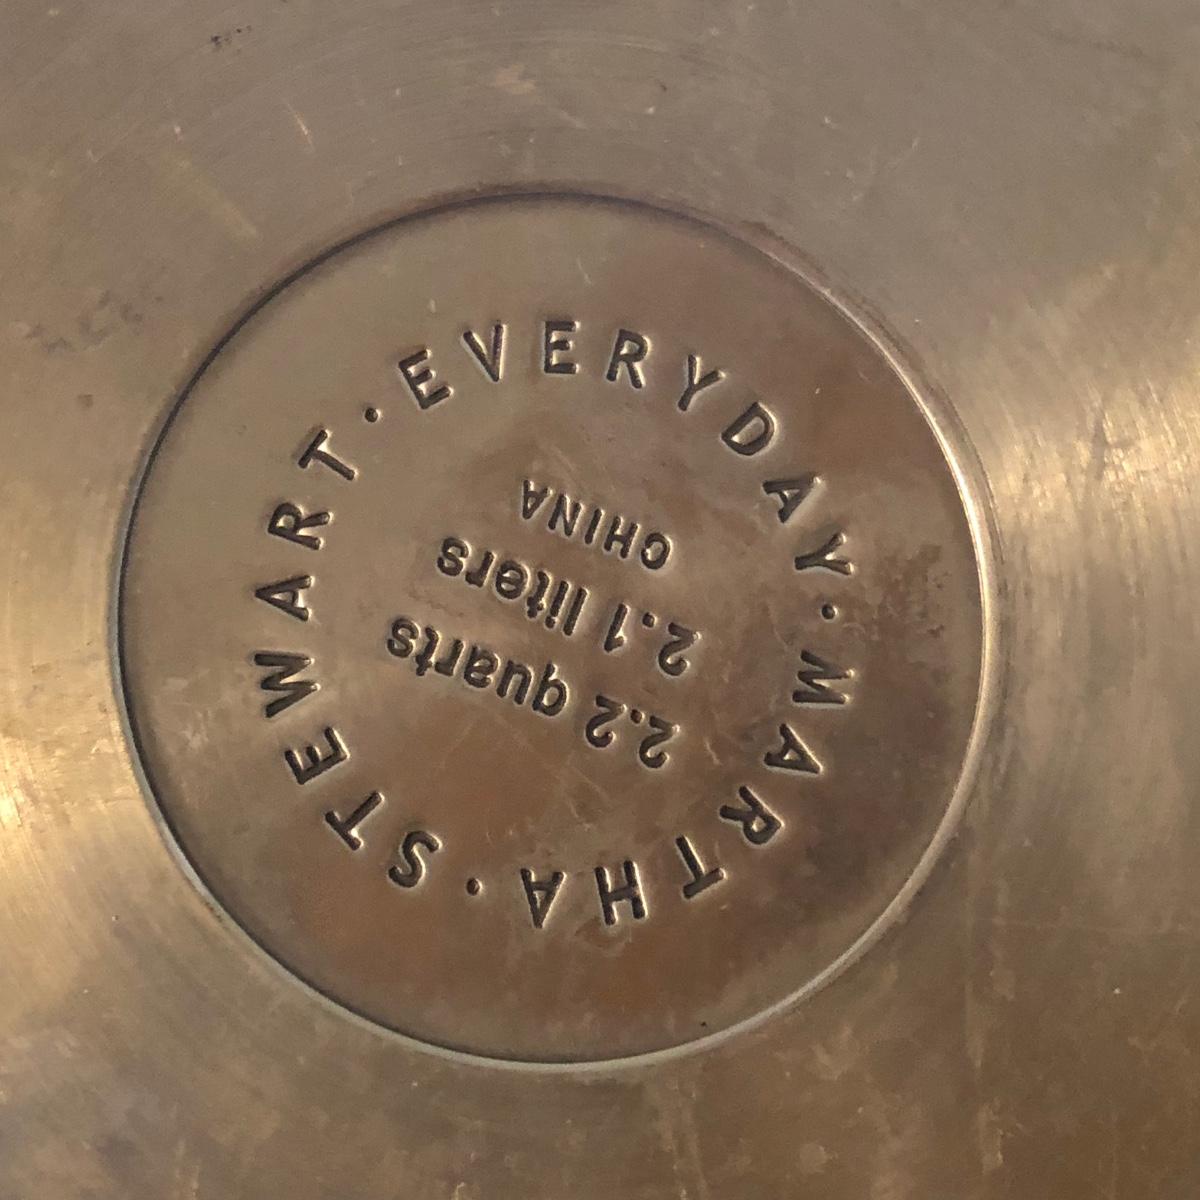 MARTHA · STEWART · EVERYDAY ·
2.2 quarts
2.1 liters
CHINA